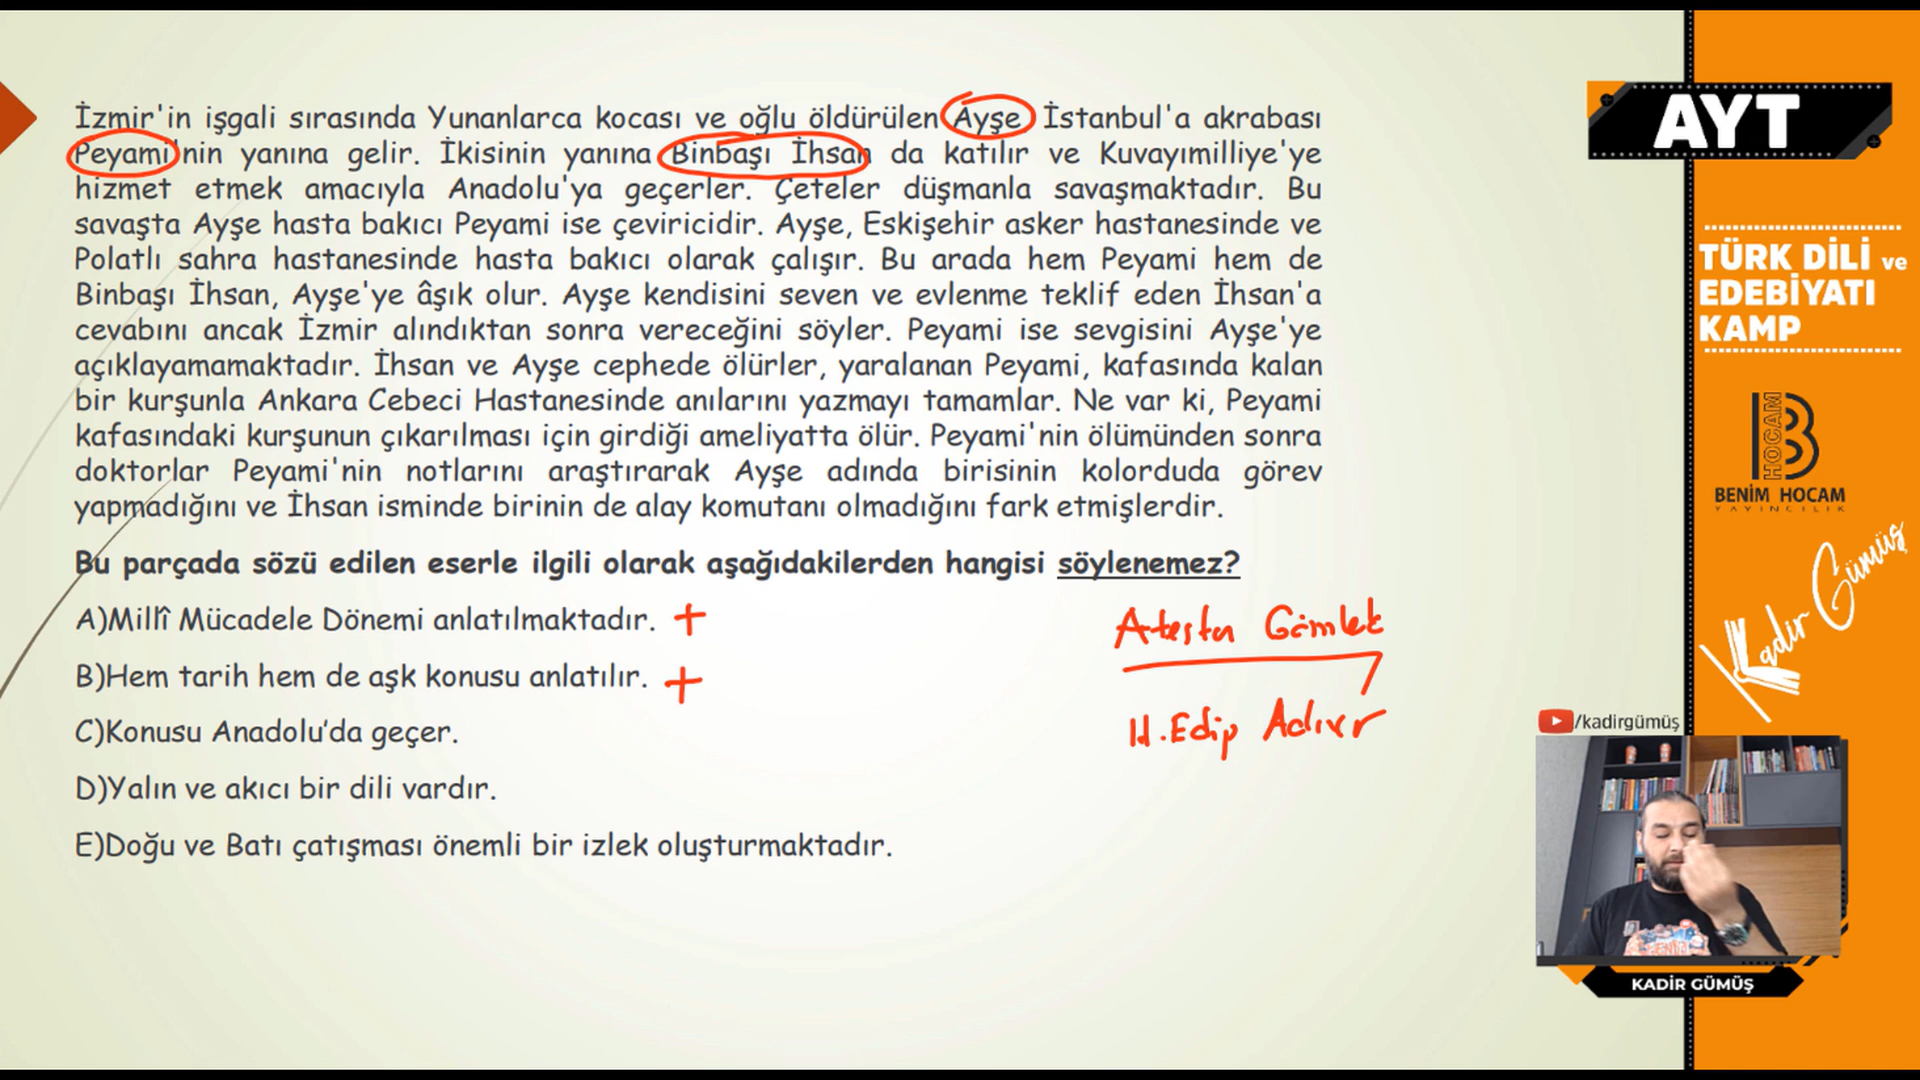 İzmir'in işgali sırasında Yunanlarca kocası ve oğlu öldürülen Ayşe İstanbul'a akrabası
Peyami'nin yanına gelir. İkisinin yanına Binbaşı İhsan da katılır ve Kuvayımilliye'ye
hizmet etmek amacıyla Anadolu'ya geçerler. Çeteler düşmanla savaşmaktadır. Bu
savaşta Ayşe hasta bakıcı Peyami ise çeviricidir. Ayşe, Eskişehir asker hastanesinde ve
Polatlı sahra hastanesinde hasta bakıcı olarak çalışır. Bu arada hem Peyami hem de
Binbaşı İhsan, Ayşe'ye âşık olur. Ayşe kendisini seven ve evlenme teklif eden İhsan'a
cevabını ancak İzmir alındıktan sonra vereceğini söyler. Peyami ise sevgisini Ayşe'ye
açıklayamamaktadır. İhsan ve Ayşe cephede ölürler, yaralanan Peyami, kafasında kalan
bir kurşunla Ankara Cebeci Hastanesinde anılarını yazmayı tamamlar. Ne var ki, Peyami
kafasındaki kurşunun çıkarılması için girdiği ameliyatta ölür. Peyami'nin ölümünden sonra
doktorlar Peyami'nin notlarını araştırarak Ayşe adında birisinin kolorduda görev
yapmadığını ve İhsan isminde birinin de alay komutanı olmadığını fark etmişlerdir.
Bu parçada sözü edilen eserle ilgili olarak aşağıdakilerden hangisi söylenemez?
A)Millî Mücadele Dönemi anlatılmaktadır. +
B)Hem tarih hem de aşk konusu anlatılır. +
C)Konusu Anadolu’da geçer.
D)Yalın ve akıcı bir dili vardır.
E)Doğu ve Batı çatışması önemli bir izlek oluşturmaktadır.
Ateşten Gömlek
H.Edip Adıvar
AYT
TÜRK DİLİ ve
EDEBİYATI
KAMP
HOCAM
BENİM HOCAM
YAYINCILIK
Kadir Gümüş
/kadirgümüş
KADİR GÜMÜŞ